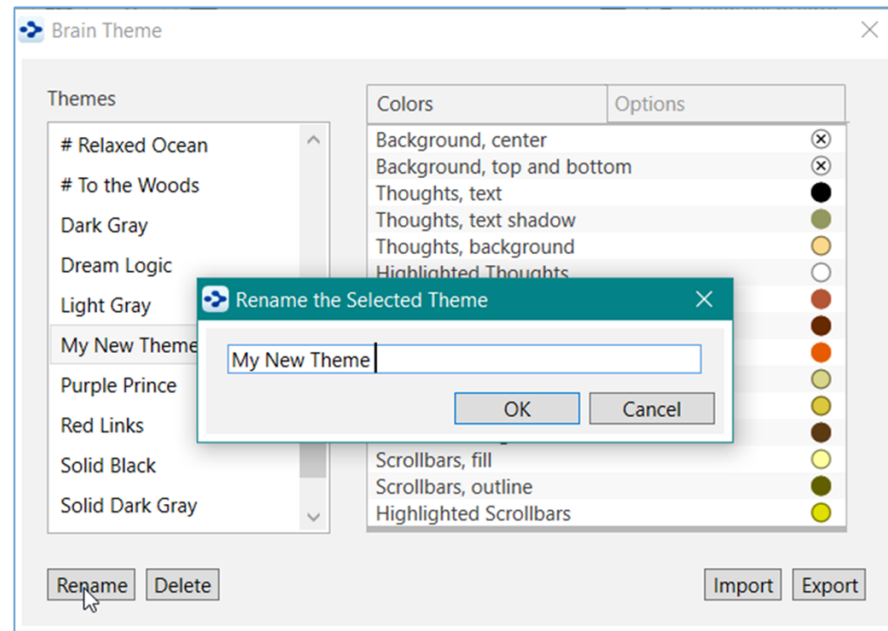 Brain Theme
Themes
# Relaxed Ocean
# To the Woods
Dark Gray
Dream Logic
Light Gray
My New Theme
Purple Prince
Red Links
Solid Black
Solid Dark Gray
Colors
Options
Background, center
Background, top and bottom
Thoughts, text
Thoughts, text shadow
Thoughts, background
Highlighted Thoughts
Rename the Selected Theme
My New Theme
OK
Cancel
Scrollbars, fill
Scrollbars, outline
Highlighted Scrollbars
Rename
Delete
Import
Export